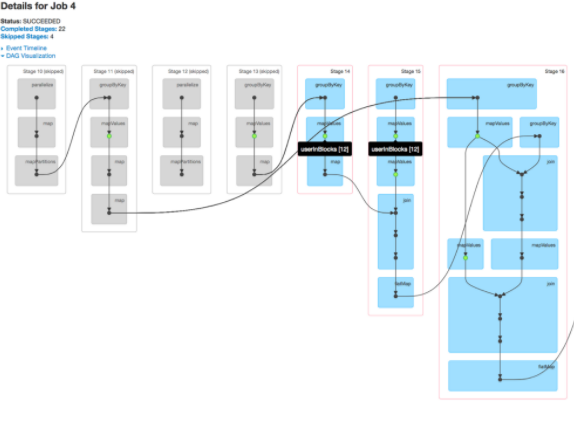 Details for Job 4
Status: SUCCEEDED
Completed Stages: 22
Skipped Stages: 4
Event Timeline
DAG Visualization
Stage 10 (skipped)
parallelize
map
mapPartitions
Stage 11 (skipped)
groupByKey
mapValues
map
map
Stage 12 (skipped)
parallelize
map
mapPartitions
Stage 13 (skipped)
groupByKey
mapValues
map
Stage 14
groupByKey
mapValues
userInBlocks [12]
map
Stage 15
groupByKey
mapValues
userInBlocks [12]
mapValues
join
flatMap
Stage 16
groupByKey
mapValues
groupByKey
join
mapValues
mapValues
join
flatMap